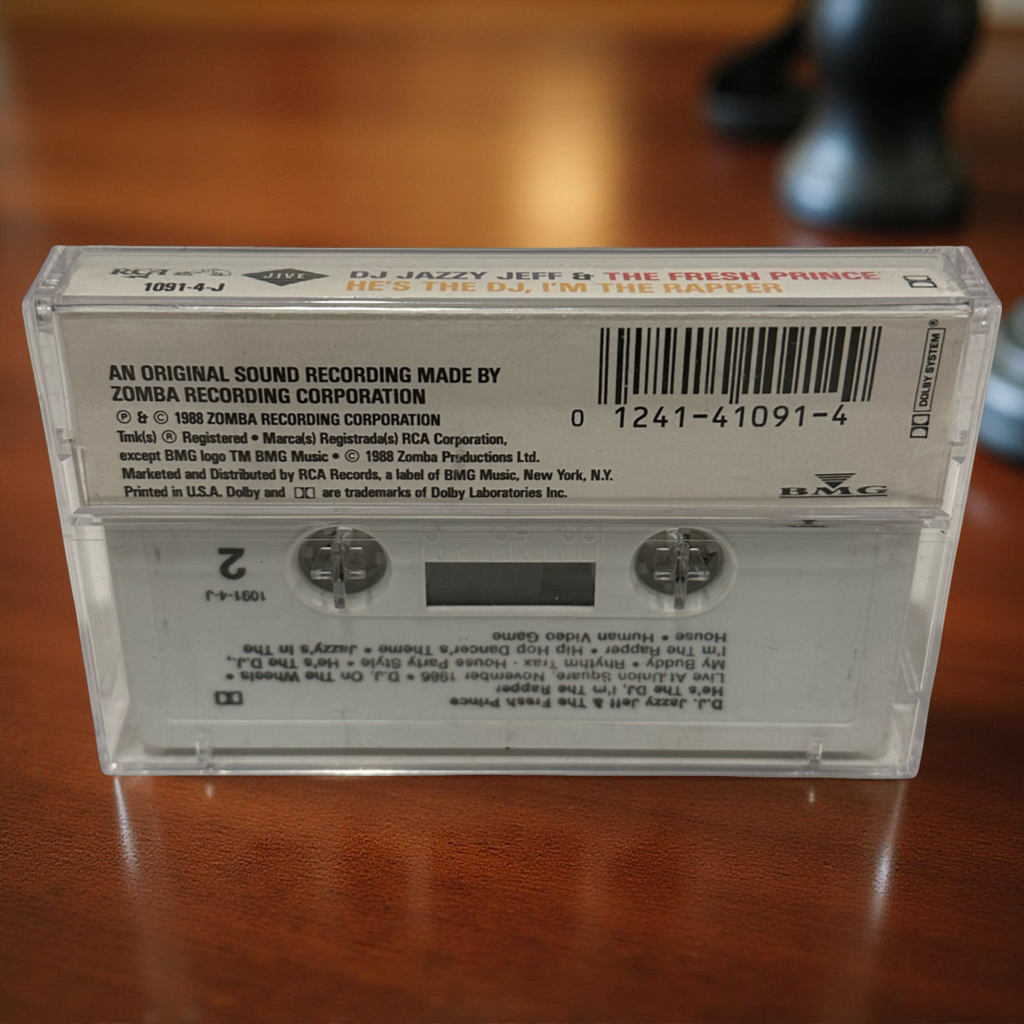 RCA
1091-4-J
JIVE
DJ JAZZY JEFF & THE FRESH PRINCE
HE'S THE DJ, I'M THE RAPPER
AN ORIGINAL SOUND RECORDING MADE BY
ZOMBA RECORDING CORPORATION
℗ & © 1988 ZOMBA RECORDING CORPORATION
Tmk(s) ® Registered • Marca(s) Registrada(s) RCA Corporation,
except BMG logo TM BMG Music • © 1988 Zomba Productions Ltd.
Marketed and Distributed by RCA Records, a label of BMG Music, New York, N.Y.
Printed in U.S.A. Dolby and are trademarks of Dolby Laboratories Inc.
0 1241-41091-4
DOLBY SYSTEM®
BMG
2
1091-4-J
D.J. Jazzy Jeff & The Fresh Prince
He's The DJ, I'm The Rapper
Live At Union Square, November 1986 • D.J. On The Wheels •
My Buddy • Rhythm Trax - House Party Style • He's The D.J.,
I'm The Rapper • Hip Hop Dancer's Theme • Jazzy's In The
House • Human Video Game